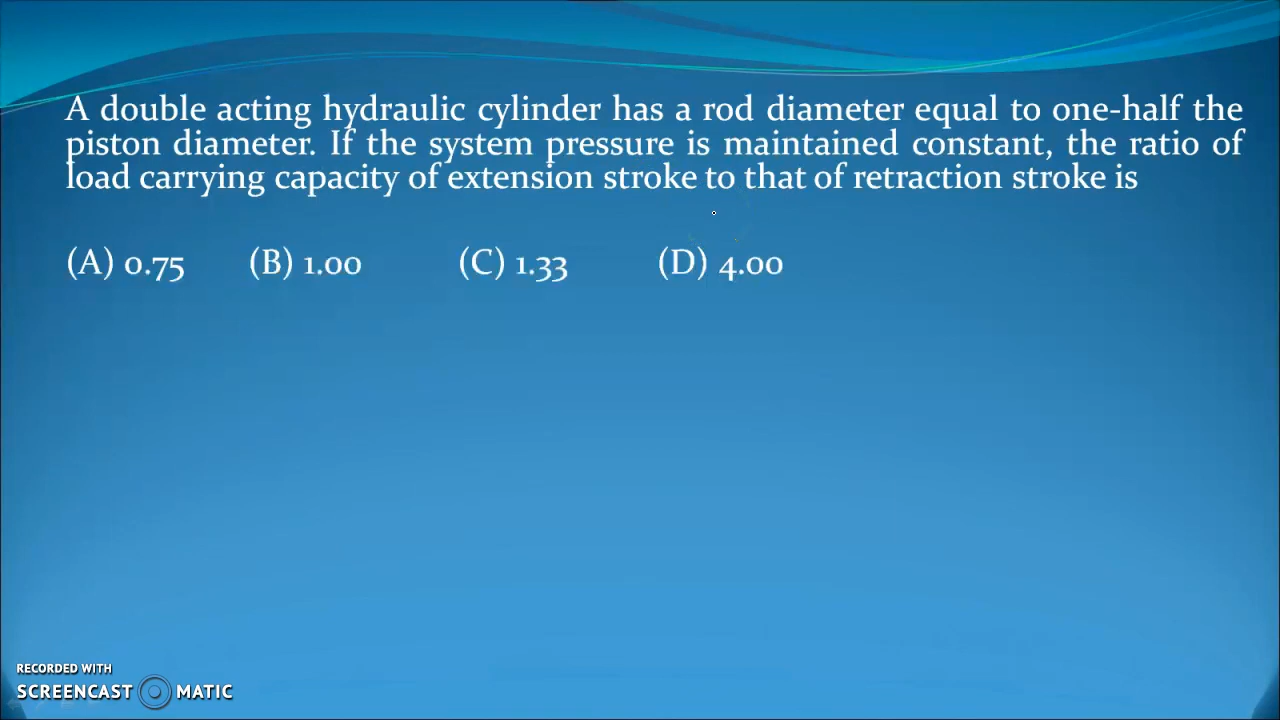 A double acting hydraulic cylinder has a rod diameter equal to one-half the
piston diameter. If the system pressure is maintained constant, the ratio of
load carrying capacity of extension stroke to that of retraction stroke is
(A) 0.75 (B) 1.00 (C) 1.33 (D) 4.00
RECORDED WITH
SCREENCAST MATIC